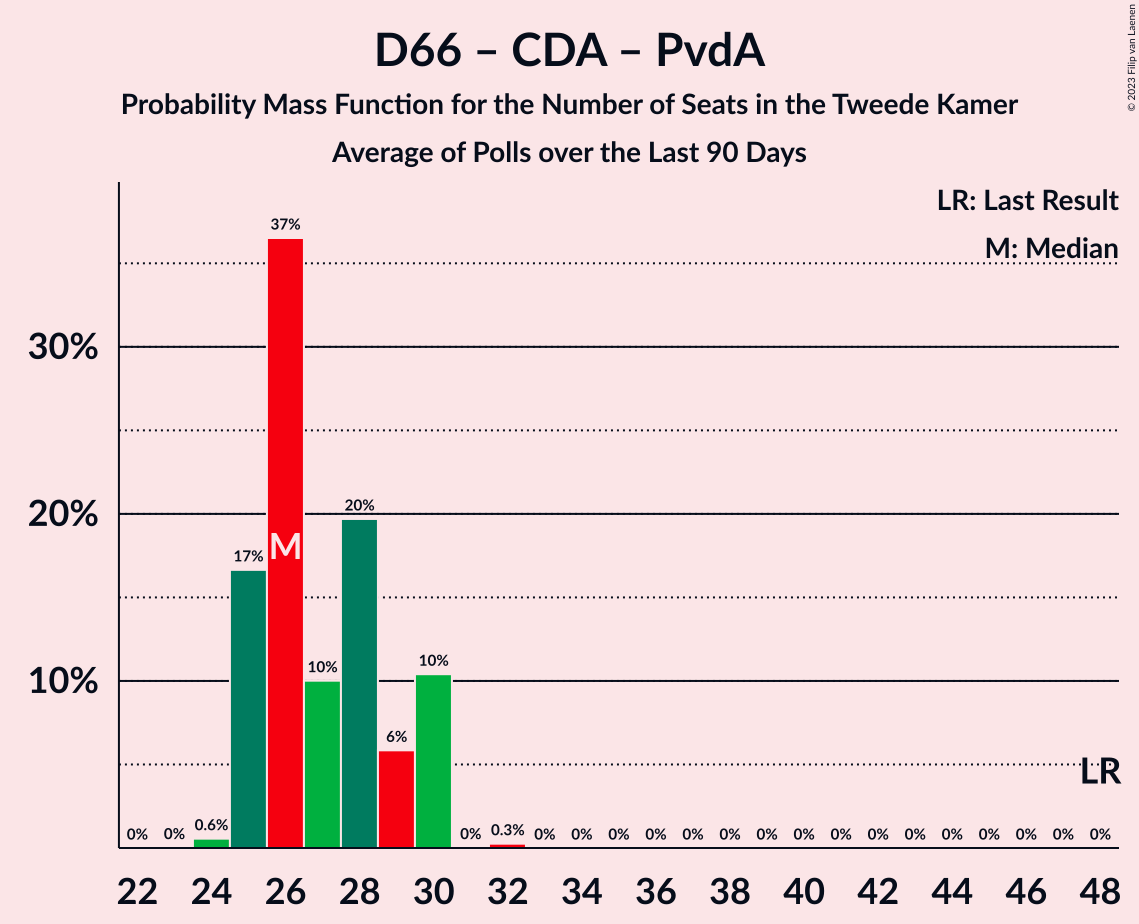 D66 – CDA – PvdA
Probability Mass Function for the Number of Seats in the Tweede Kamer
Average of Polls over the Last 90 Days
© 2023 Filip van Laenen
LR: Last Result
M: Median
37%
30%
20%
20%
17%
M
10%
10%
10%
6%
LR
0% 0% 0.6% 0% 0.3% 0% 0% 0% 0% 0% 0% 0% 0% 0% 0% 0% 0% 0% 0% 0%
22 24 26 28 30 32 34 36 38 40 42 44 46 48